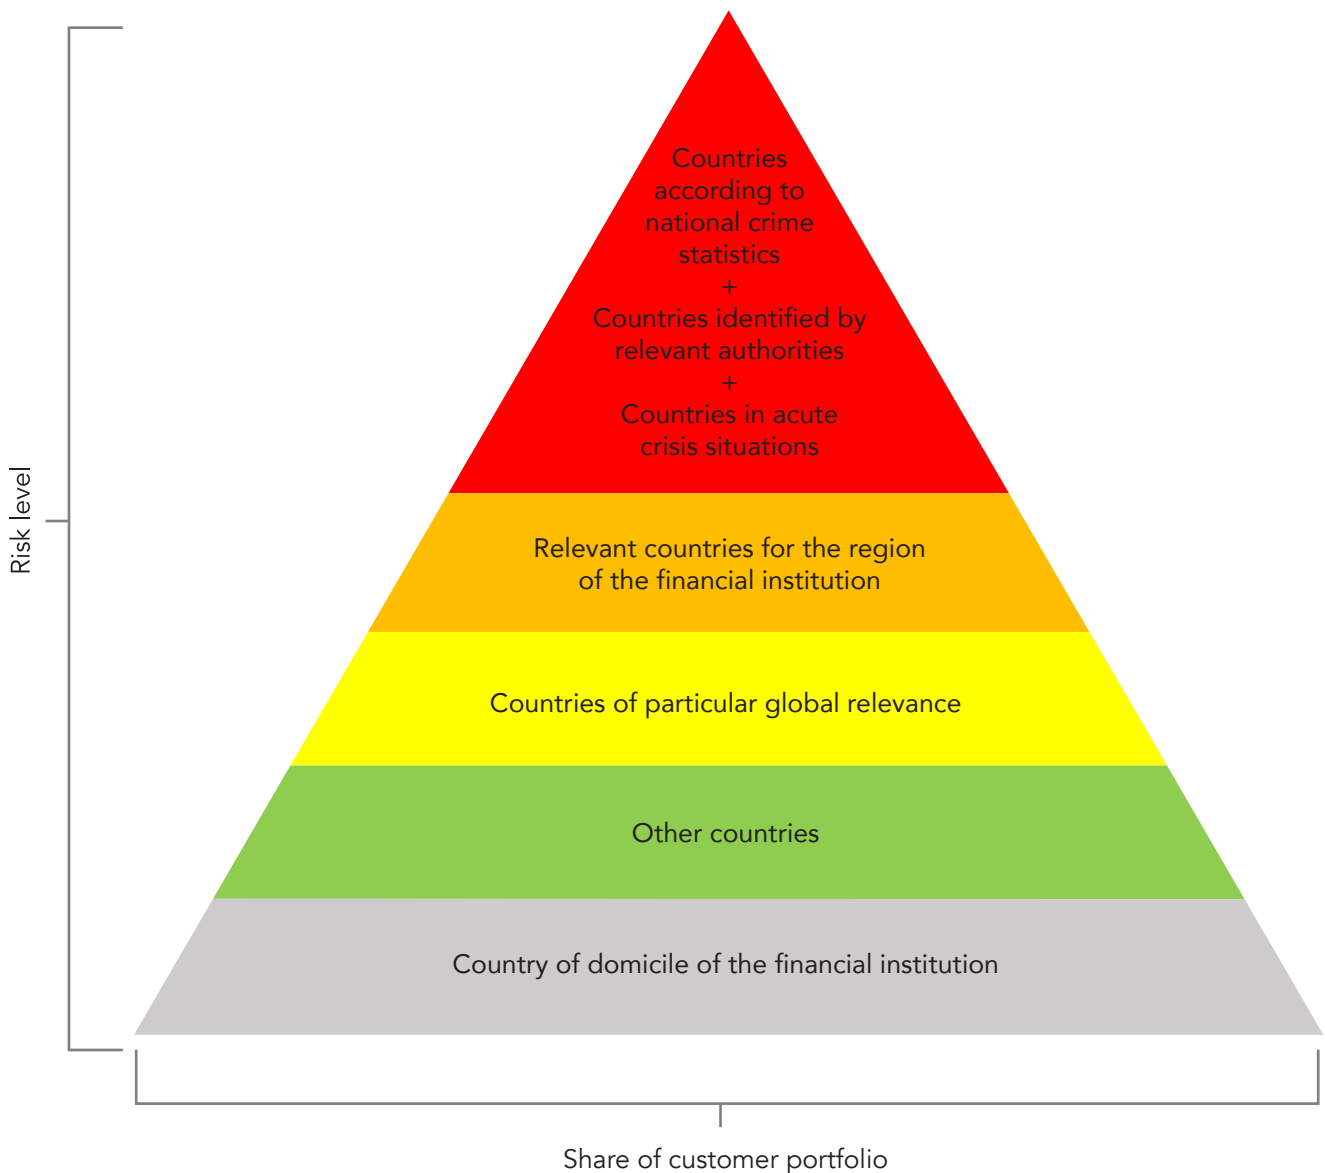 Countries
according to
national crime
statistics
+
Countries identified by
relevant authorities
+
Countries in acute
crisis situations
Relevant countries for the region
of the financial institution
Countries of particular global relevance
Other countries
Country of domicile of the financial institution
Risk level
Share of customer portfolio